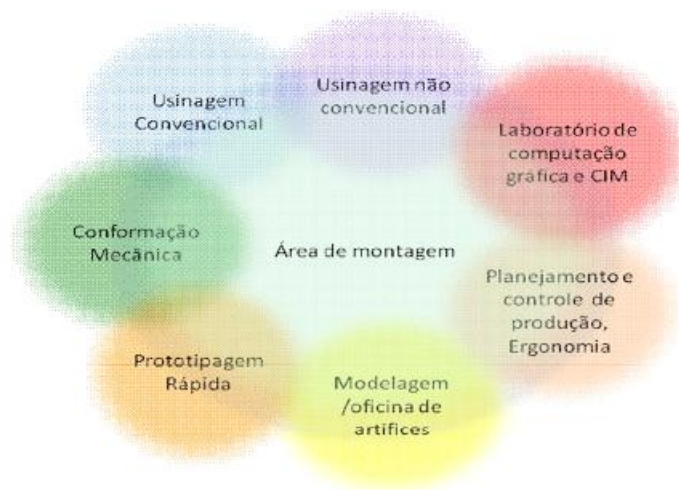 Usinagem
Convencional
Usinagem não
convencional
Laboratório de
computação
gráfica e CIM
Conformação
Mecânica
Área de montagem
Planejamento e
controle de
produção,
Ergonomia
Prototipagem
Rápida
Modelagem
/oficina de
artífices